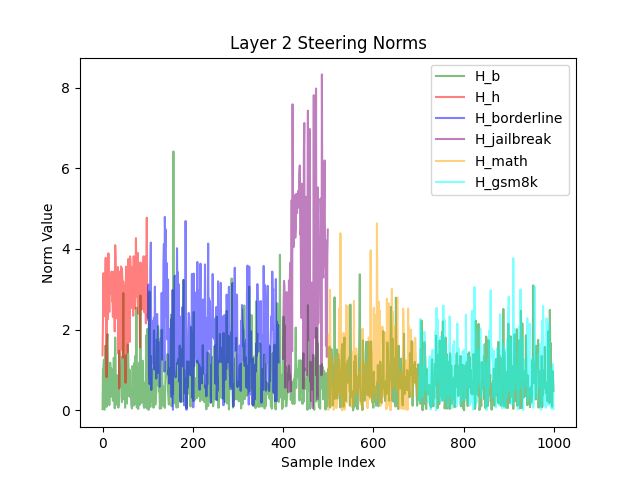 Layer 2 Steering Norms
Norm Value
8
6
4
2
0
0
200
400
600
800
1000
Sample Index
H_b
H_h
H_borderline
H_jailbreak
H_math
H_gsm8k